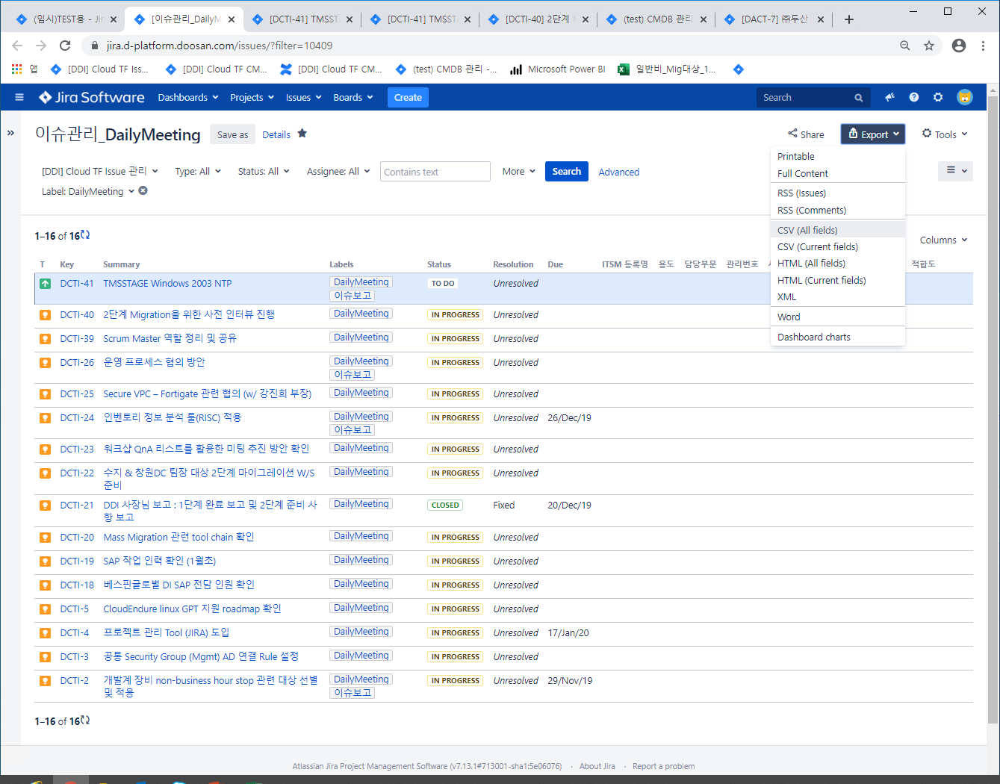 (임시)TEST용 - Jir
[이슈관리_DailyM
[DCTI-41] TMSST
[DCTI-41] TMSST
[DCTI-40] 2단계
(test) CMDB 관리
[DACT-7] ㈜두산
jira.d-platform.doosan.com/issues/?filter=10409
앱
[DDI] Cloud TF Iss...
[DDI] Cloud TF CM...
[DDI] Cloud TF CM...
(test) CMDB 관리 -...
Microsoft Power BI
일반비_Mig대상_1...
Jira Software
Dashboards
Projects
Issues
Boards
Create
Search
이슈관리_DailyMeeting
Save as
Details
Share
Export
Tools
[DDI] Cloud TF Issue 관리
Type: All
Status: All
Assignee: All
Contains text
More
Search
Advanced
Label: DailyMeeting
Printable
Full Content
RSS (Issues)
RSS (Comments)
CSV (All fields)
CSV (Current fields)
HTML (All fields)
HTML (Current fields)
XML
Word
Dashboard charts
1–16 of 16
Columns
T Key Summary Labels Status Resolution Due ITSM 등록명 용도 담당부문 관리번호 적합도
DCTI-41 TMSSTAGE Windows 2003 NTP DailyMeeting TO DO Unresolved
이슈보고
DCTI-40 2단계 Migration을 위한 사전 인터뷰 진행 DailyMeeting IN PROGRESS Unresolved
DCTI-39 Scrum Master 역할 정리 및 공유 DailyMeeting IN PROGRESS Unresolved
DCTI-26 운영 프로세스 협의 방안 DailyMeeting IN PROGRESS Unresolved
이슈보고
DCTI-25 Secure VPC – Fortigate 관련 협의 (w/ 강진희 부장) DailyMeeting IN PROGRESS Unresolved
DCTI-24 인벤토리 정보 분석 툴(RISC) 적용 DailyMeeting IN PROGRESS Unresolved 26/Dec/19
이슈보고
DCTI-23 워크샵 QnA 리스트를 활용한 미팅 추진 방안 확인 DailyMeeting IN PROGRESS Unresolved
DCTI-22 수지 & 창원DC 팀장 대상 2단계 마이그레이션 W/S DailyMeeting IN PROGRESS Unresolved
준비
DCTI-21 DDI 사장님 보고 : 1단계 완료 보고 및 2단계 준비 사 DailyMeeting CLOSED Fixed 20/Dec/19
항 보고
DCTI-20 Mass Migration 관련 tool chain 확인 DailyMeeting IN PROGRESS Unresolved
DCTI-19 SAP 작업 인력 확인 (1월초) DailyMeeting IN PROGRESS Unresolved
DCTI-18 베스핀글로벌 DI SAP 전담 인원 확인 DailyMeeting IN PROGRESS Unresolved
DCTI-5 CloudEndure linux GPT 지원 roadmap 확인 DailyMeeting IN PROGRESS Unresolved
DCTI-4 프로젝트 관리 Tool (JIRA) 도입 DailyMeeting IN PROGRESS Unresolved 17/Jan/20
DCTI-3 공통 Security Group (Mgmt) AD 연결 Rule 설정 DailyMeeting IN PROGRESS Unresolved
DCTI-2 개발계 장비 non-business hour stop 관련 대상 선별 DailyMeeting IN PROGRESS Unresolved 29/Nov/19
및 적용 이슈보고
1–16 of 16
Atlassian Jira Project Management Software (v7.13.1#713001-sha1:5e06076) · About Jira · Report a problem